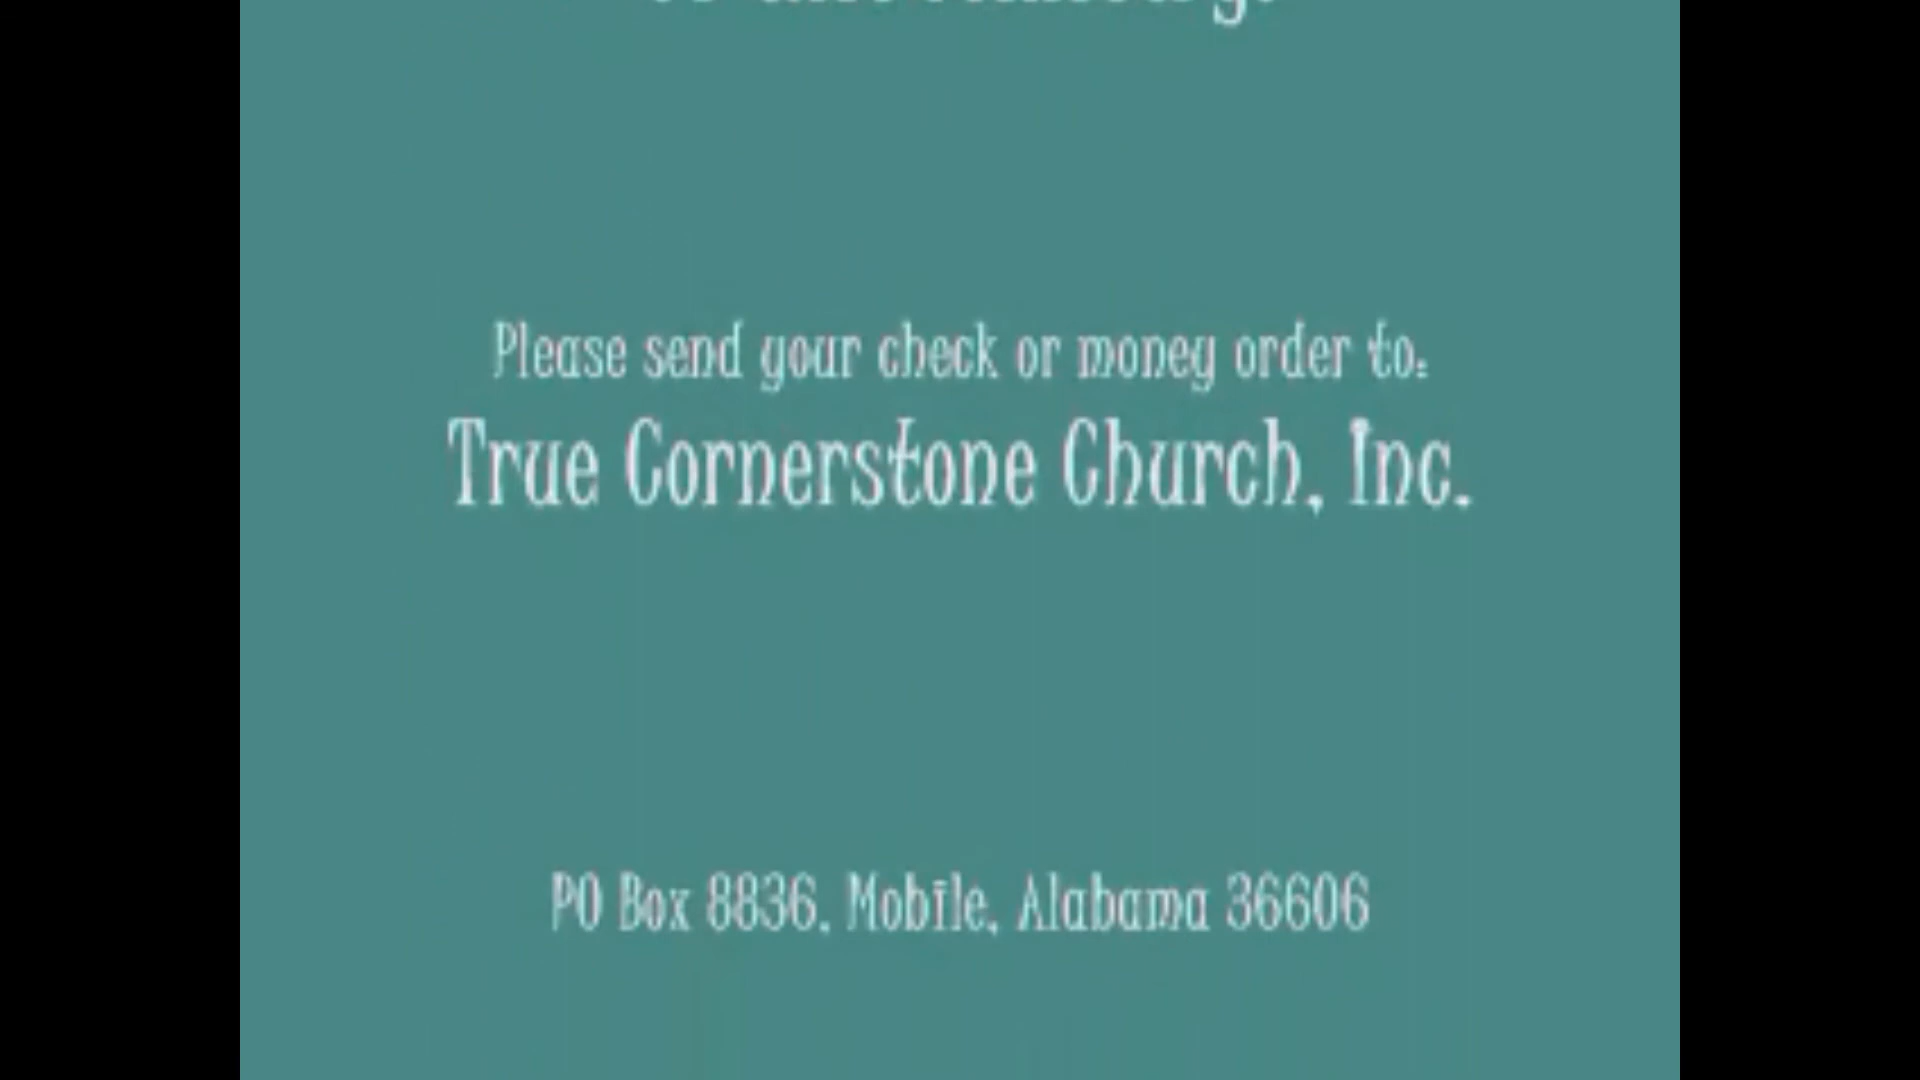 Please send your check or money order to:
True Cornerstone Church, Inc.
PO Box 8836, Mobile, Alabama 36606